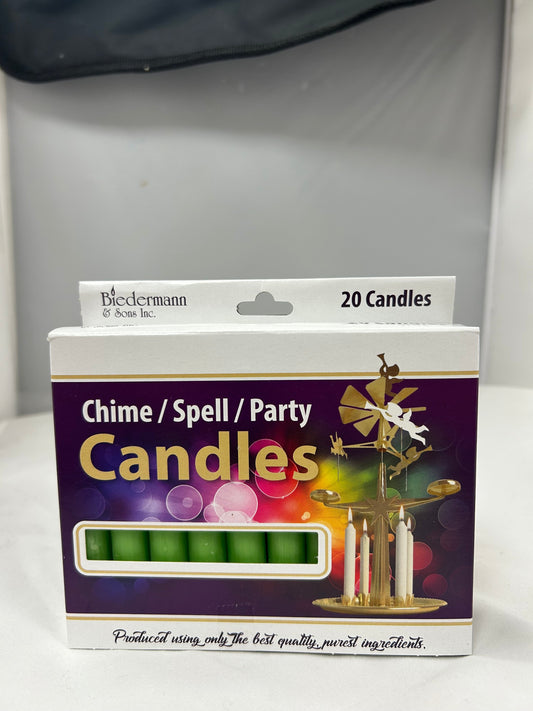 Biedermann
& Sons Inc.
20 Candles
Chime / Spell / Party
Candles
Produced using only the best quality, purest ingredients.